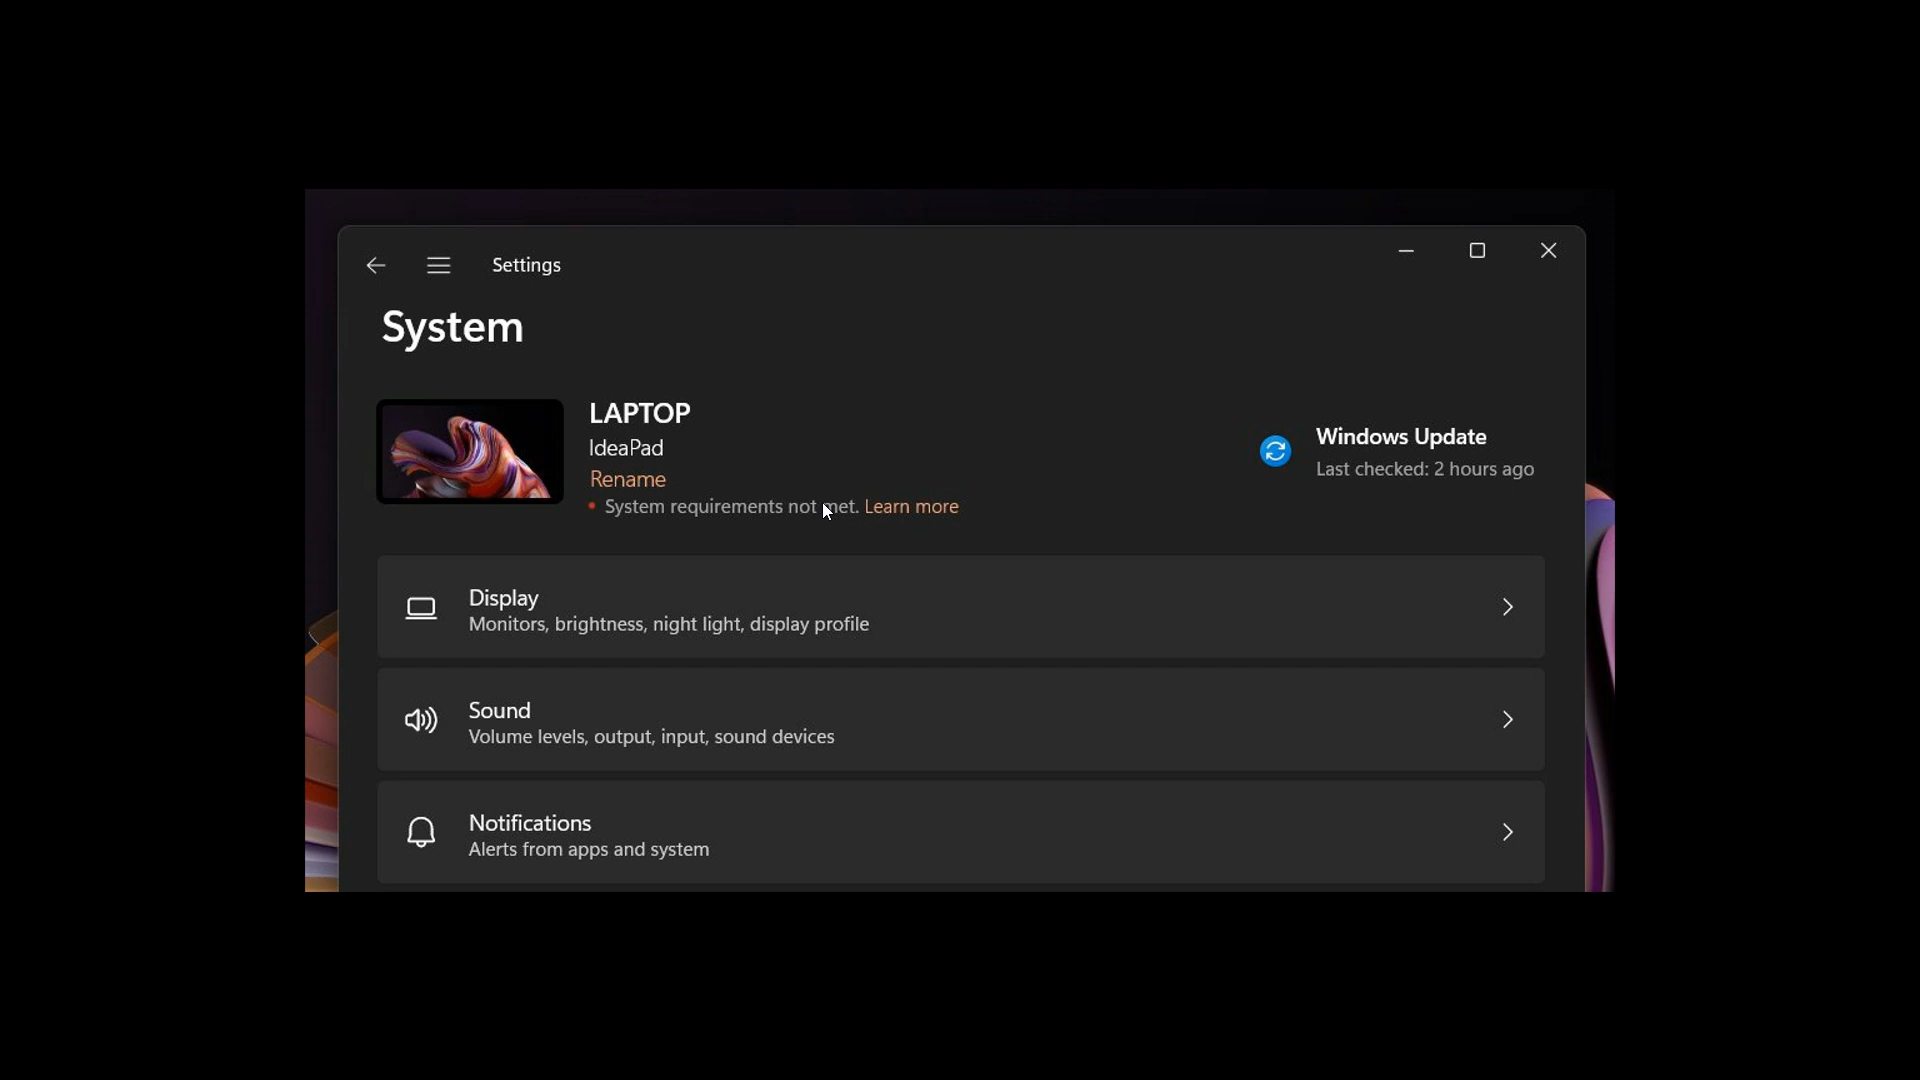 Settings
System
LAPTOP
IdeaPad
Rename
System requirements not met. Learn more
Windows Update
Last checked: 2 hours ago
Display
Monitors, brightness, night light, display profile
Sound
Volume levels, output, input, sound devices
Notifications
Alerts from apps and system